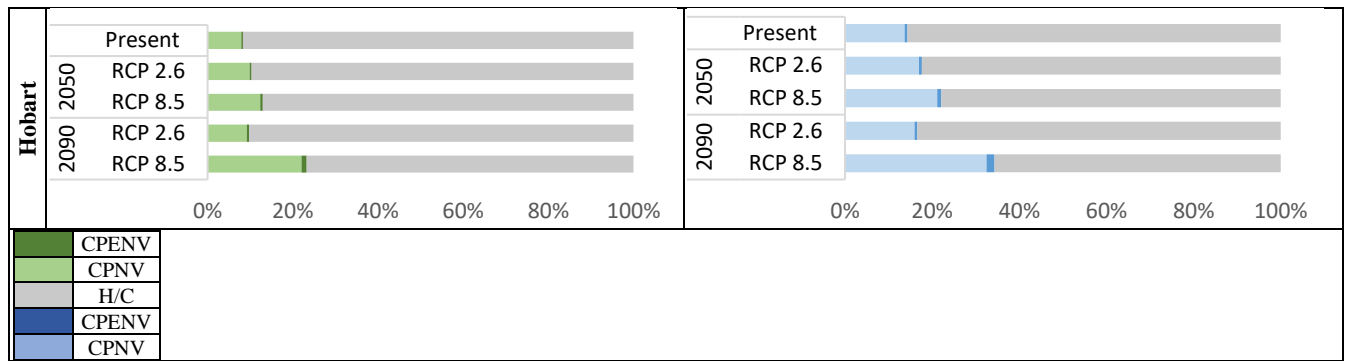 Hobart
Present
2050
RCP 2.6
RCP 8.5
2090
RCP 2.6
RCP 8.5
0% 20% 40% 60% 80% 100%
Present
2050
RCP 2.6
RCP 8.5
2090
RCP 2.6
RCP 8.5
0% 20% 40% 60% 80% 100%
CPENV
CPNV
H/C
CPENV
CPNV